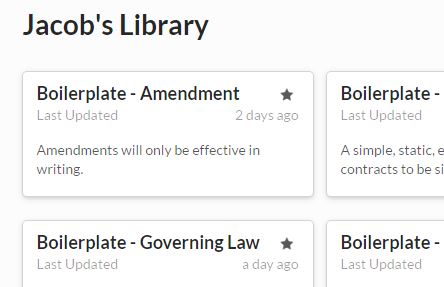 Jacob's Library
Boilerplate - Amendment
Last Updated 2 days ago
Amendments will only be effective in
writing.
Boilerplate -
Last Updated
A simple, static, e
contracts to be si
Boilerplate - Governing Law
Last Updated a day ago
Boilerplate -
Last Updated